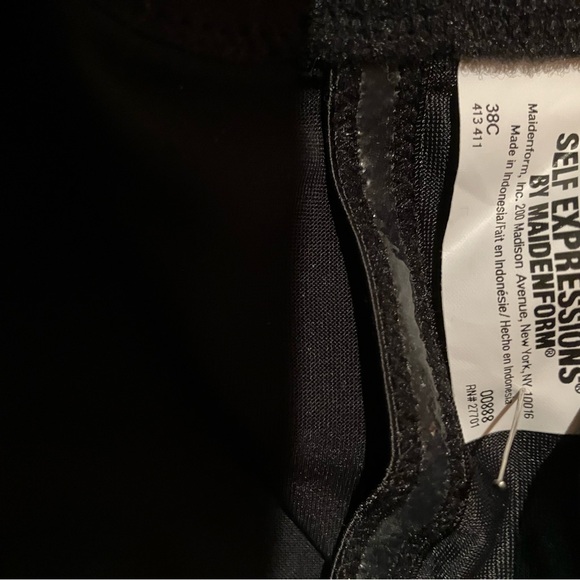 SELF EXPRESSIONS®
BY MAIDENFORM®
Maidenform, Inc. 200 Madison Avenue, New York, NY 10016
Made in Indonesia/Fait en Indonésie/ Hecho en Indonesia
38C 00888
413 411 RN# 27701